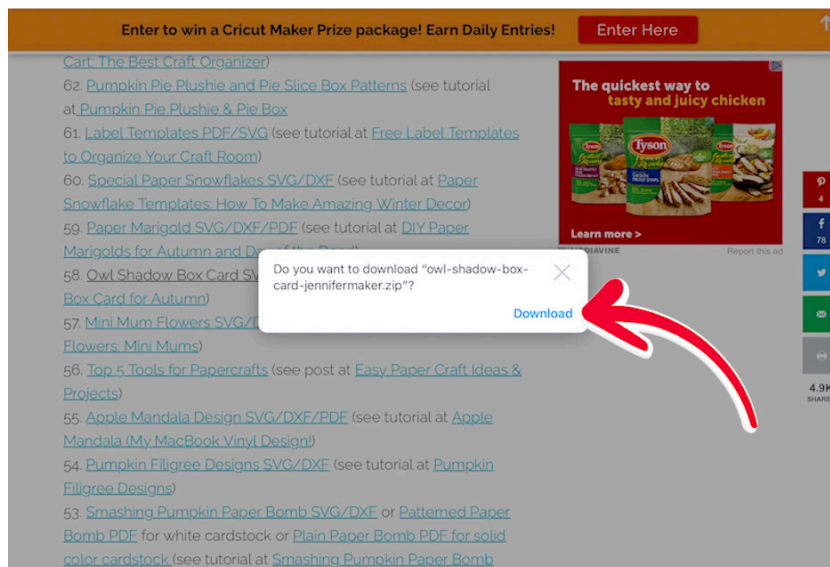 Enter to win a Cricut Maker Prize package! Earn Daily Entries!
Enter Here
Cart: The Best Craft Organizer)
62. Pumpkin Pie Plushie and Pie Slice Box Patterns (see tutorial
at Pumpkin Pie Plushie & Pie Box
61. Label Templates PDF/SVG (see tutorial at Free Label Templates
to Organize Your Craft Room)
60. Special Paper Snowflakes SVG/DXF (see tutorial at Paper
Snowflake Templates: How To Make Amazing Winter Decor)
59. Paper Marigold SVG/DXF/PDF (see tutorial at DIY Paper
Marigolds for Autumn and Day of the Dead)
58. Owl Shadow Box Card SV
Box Card for Autumn)
57. Mini Mum Flowers SVG/D
Flowers: Mini Mums)
56. Top 5 Tools for Papercrafts (see post at Easy Paper Craft Ideas &
Projects)
55. Apple Mandala Design SVG/DXF/PDF (see tutorial at Apple
Mandala (My MacBook Vinyl Design!)
54. Pumpkin Filigree Designs SVG/DXF (see tutorial at Pumpkin
Filigree Designs)
53. Smashing Pumpkin Paper Bomb SVG/DXF or Patterned Paper
Bomb PDF for white cardstock or Plain Paper Bomb PDF for solid
color cardstock (see tutorial at Smashing Pumpkin Paper Bomb
Do you want to download “owl-shadow-box-
card-jennifermaker.zip”?
Download
The quickest way to
tasty and juicy chicken
Tyson
Tyson
Tyson
Learn more >
Report this ad
4
78
4.9K
SHARE